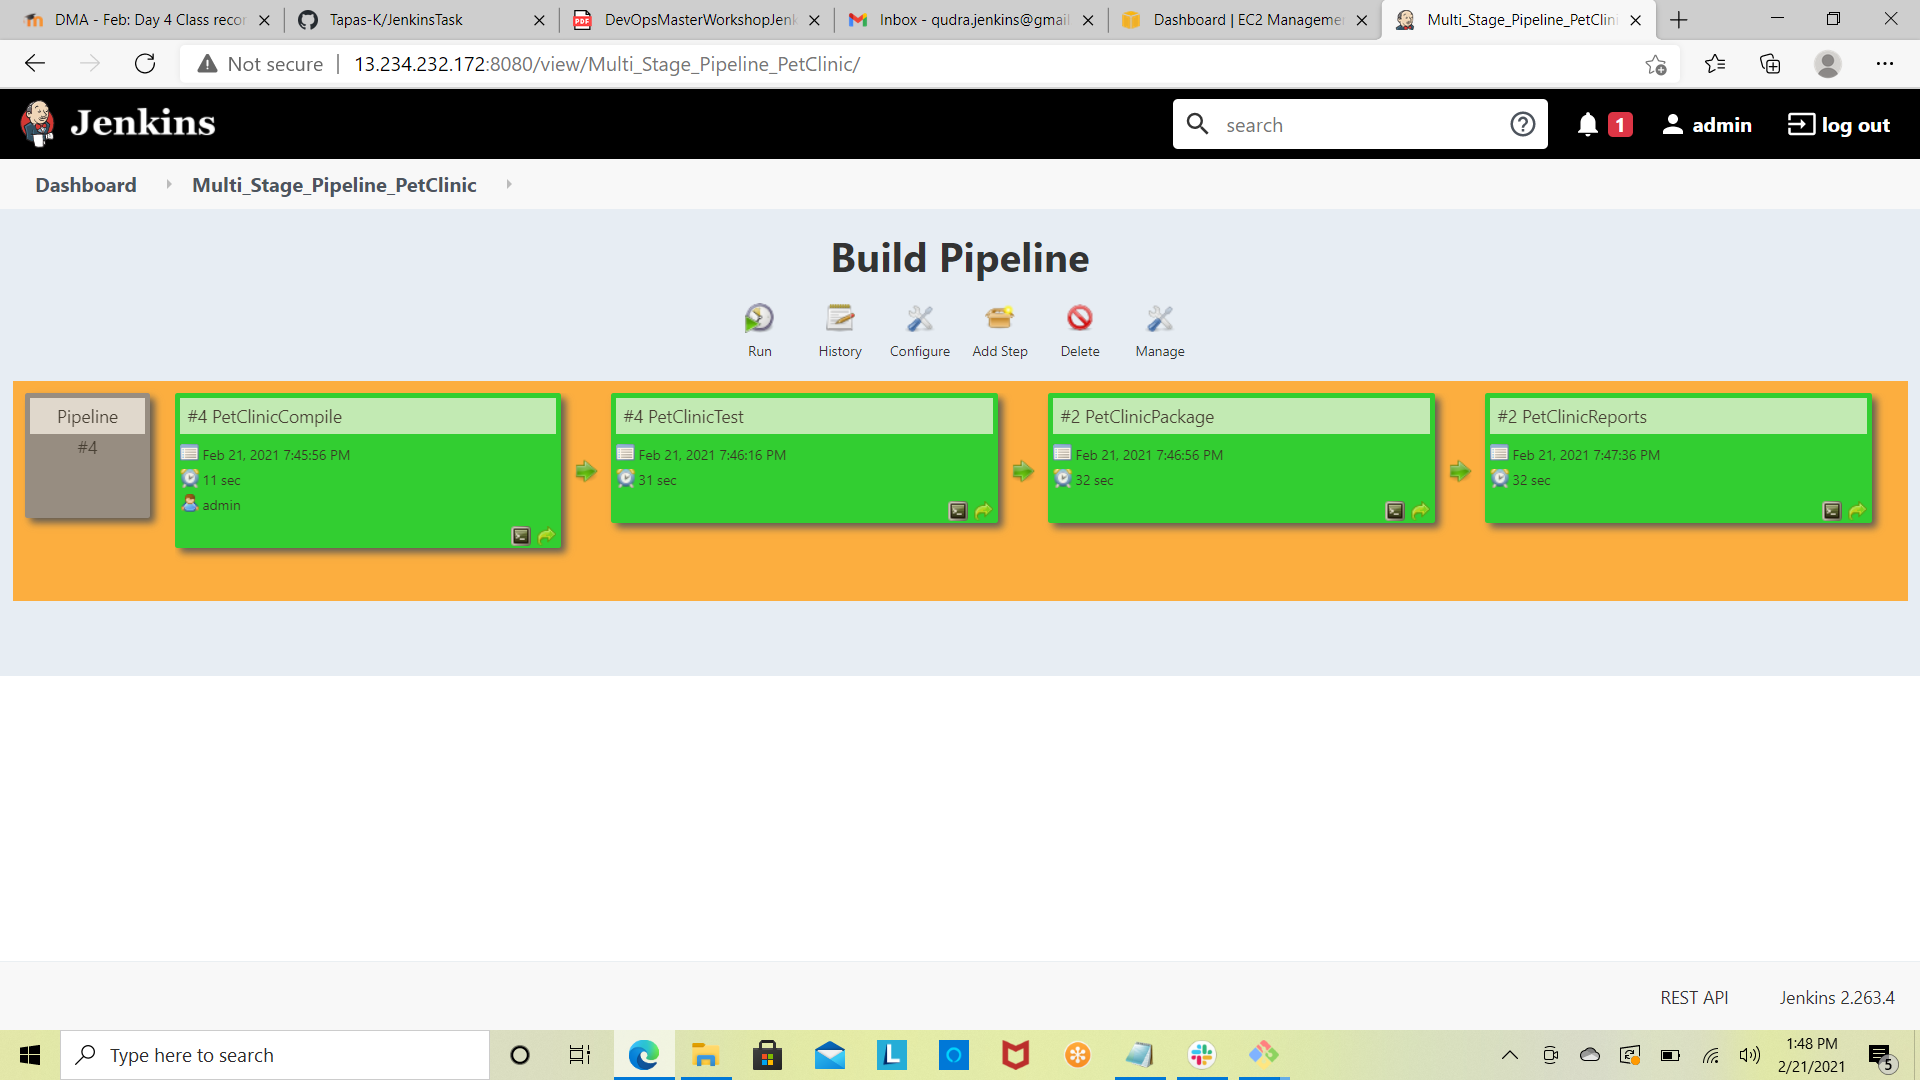 DMA - Feb: Day 4 Class recor
Tapas-K/JenkinsTask
DevOpsMasterWorkshopJenk
Inbox - qudra.jenkins@gmail
Dashboard | EC2 Manageme
Multi_Stage_Pipeline_PetClini
Not secure | 13.234.232.172:8080/view/Multi_Stage_Pipeline_PetClinic/
Jenkins
search
1
admin
log out
Dashboard
Multi_Stage_Pipeline_PetClinic
Build Pipeline
Run
History
Configure
Add Step
Delete
Manage
Pipeline
#4
#4 PetClinicCompile
Feb 21, 2021 7:45:56 PM
11 sec
admin
#4 PetClinicTest
Feb 21, 2021 7:46:16 PM
31 sec
#2 PetClinicPackage
Feb 21, 2021 7:46:56 PM
32 sec
#2 PetClinicReports
Feb 21, 2021 7:47:36 PM
32 sec
REST API
Jenkins 2.263.4
Type here to search
1:48 PM
2/21/2021
5